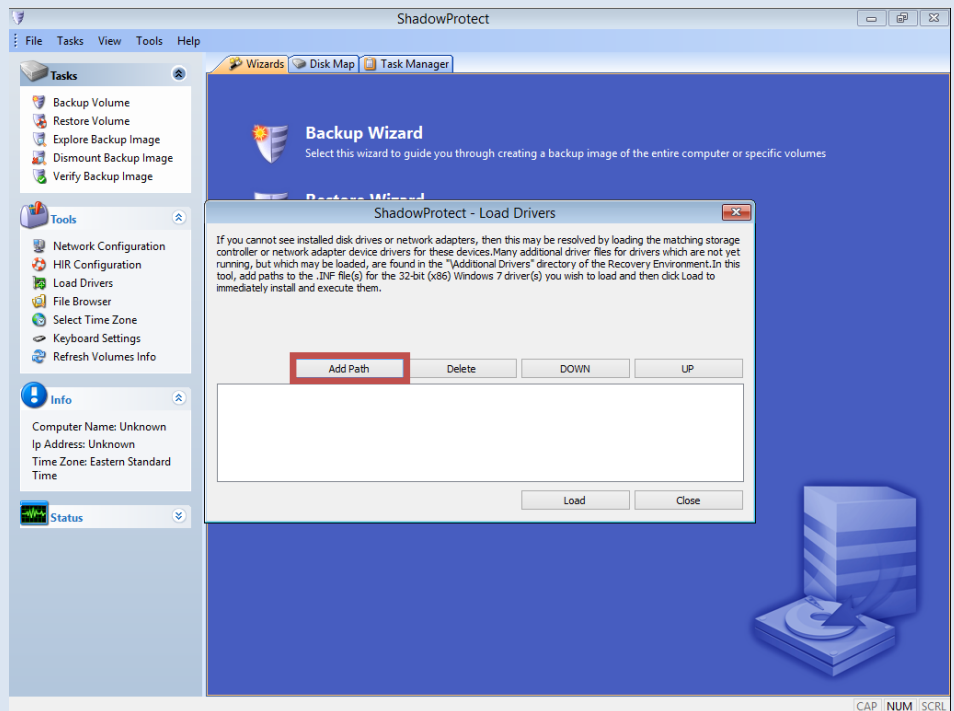 ShadowProtect
File Tasks View Tools Help
Tasks
Backup Volume
Restore Volume
Explore Backup Image
Dismount Backup Image
Verify Backup Image
Tools
Network Configuration
HIR Configuration
Load Drivers
File Browser
Select Time Zone
Keyboard Settings
Refresh Volumes Info
Info
Computer Name: Unknown
Ip Address: Unknown
Time Zone: Eastern Standard
Time
Status
Wizards Disk Map Task Manager
Backup Wizard
Select this wizard to guide you through creating a backup image of the entire computer or specific volumes
Restore Wizard
ShadowProtect - Load Drivers
If you cannot see installed disk drives or network adapters, then this may be resolved by loading the matching storage
controller or network adapter device drivers for these devices.Many additional driver files for drivers which are not yet
running, but which may be loaded, are found in the "\Additional Drivers" directory of the Recovery Environment.In this
tool, add paths to the .INF file(s) for the 32-bit (x86) Windows 7 driver(s) you wish to load and then click Load to
immediately install and execute them.
Add Path Delete DOWN UP
Load Close
CAP NUM SCRL